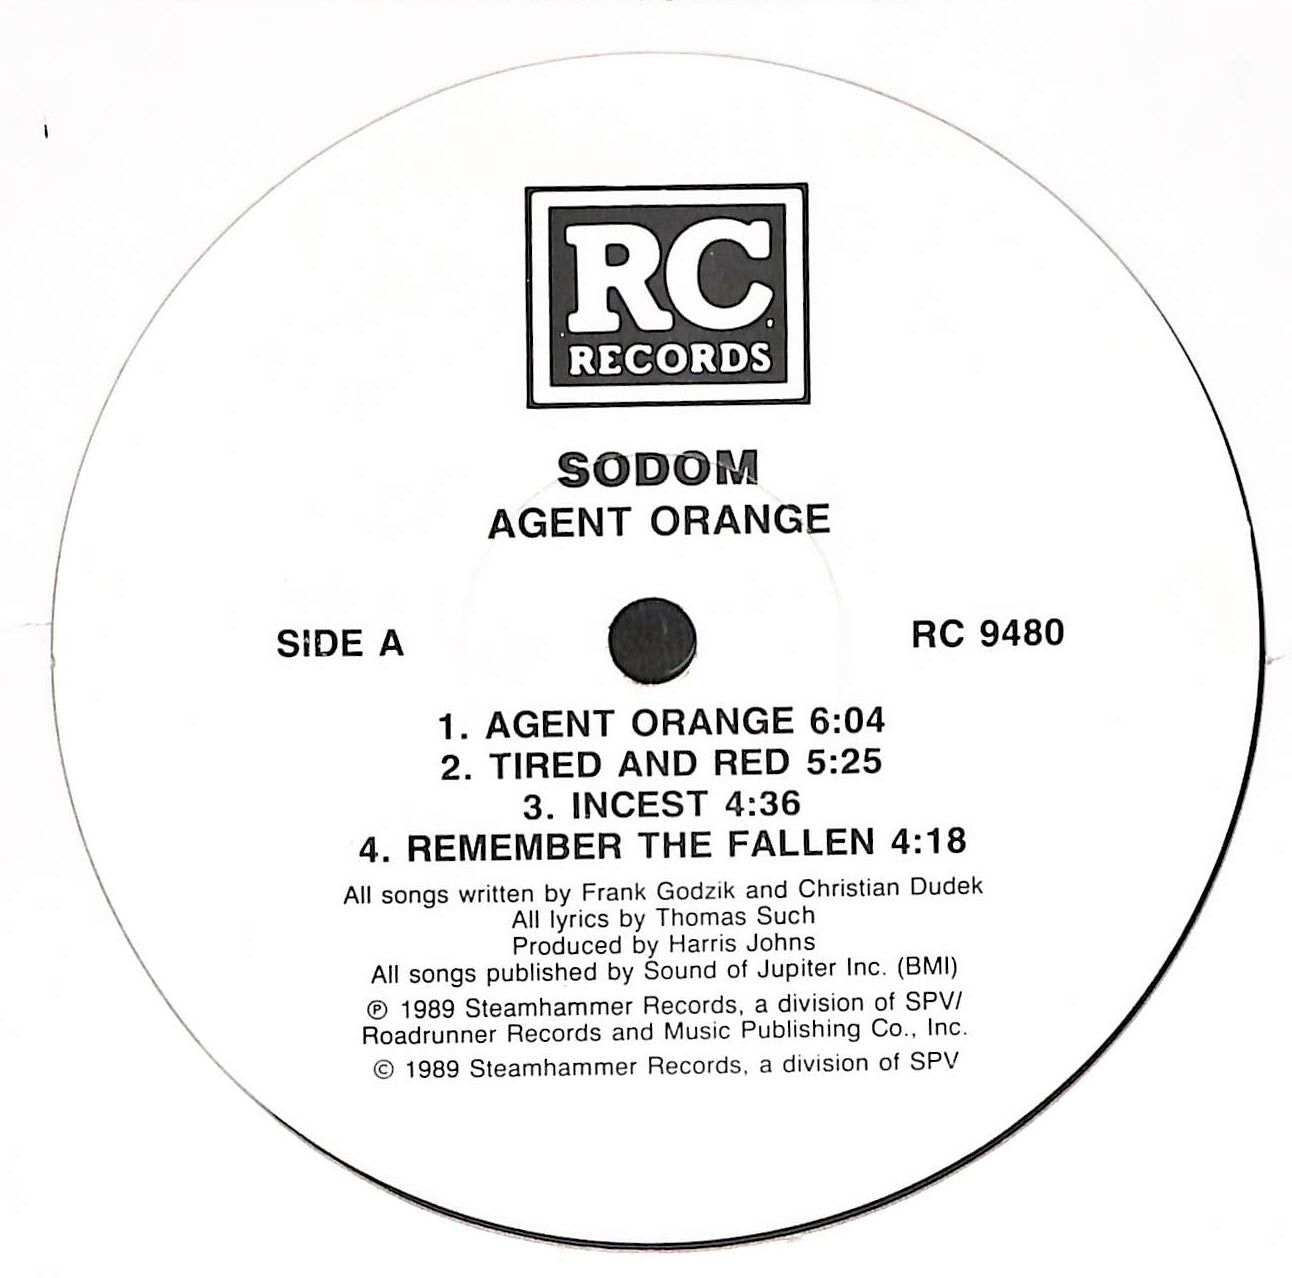 RC
RECORDS
SODOM
AGENT ORANGE
SIDE A
RC 9480
1. AGENT ORANGE 6:04
2. TIRED AND RED 5:25
3. INCEST 4:36
4. REMEMBER THE FALLEN 4:18
All songs written by Frank Godzik and Christian Dudek
All lyrics by Thomas Such
Produced by Harris Johns
All songs published by Sound of Jupiter Inc. (BMI)
℗ 1989 Steamhammer Records, a division of SPV/
Roadrunner Records and Music Publishing Co., Inc.
© 1989 Steamhammer Records, a division of SPV